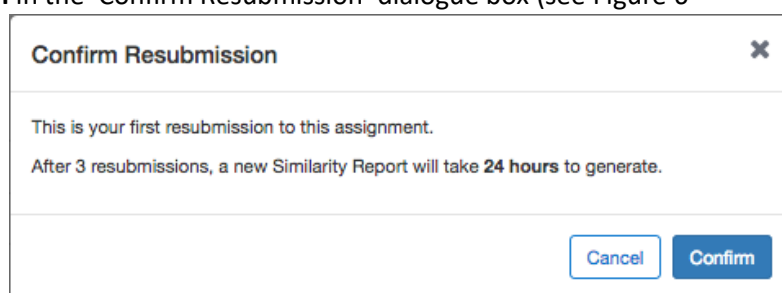 in the 'Confirm Resubmission' dialogue box (see Figure 6
Confirm Resubmission
This is your first resubmission to this assignment.
After 3 resubmissions, a new Similarity Report will take 24 hours to generate.
Cancel
Confirm